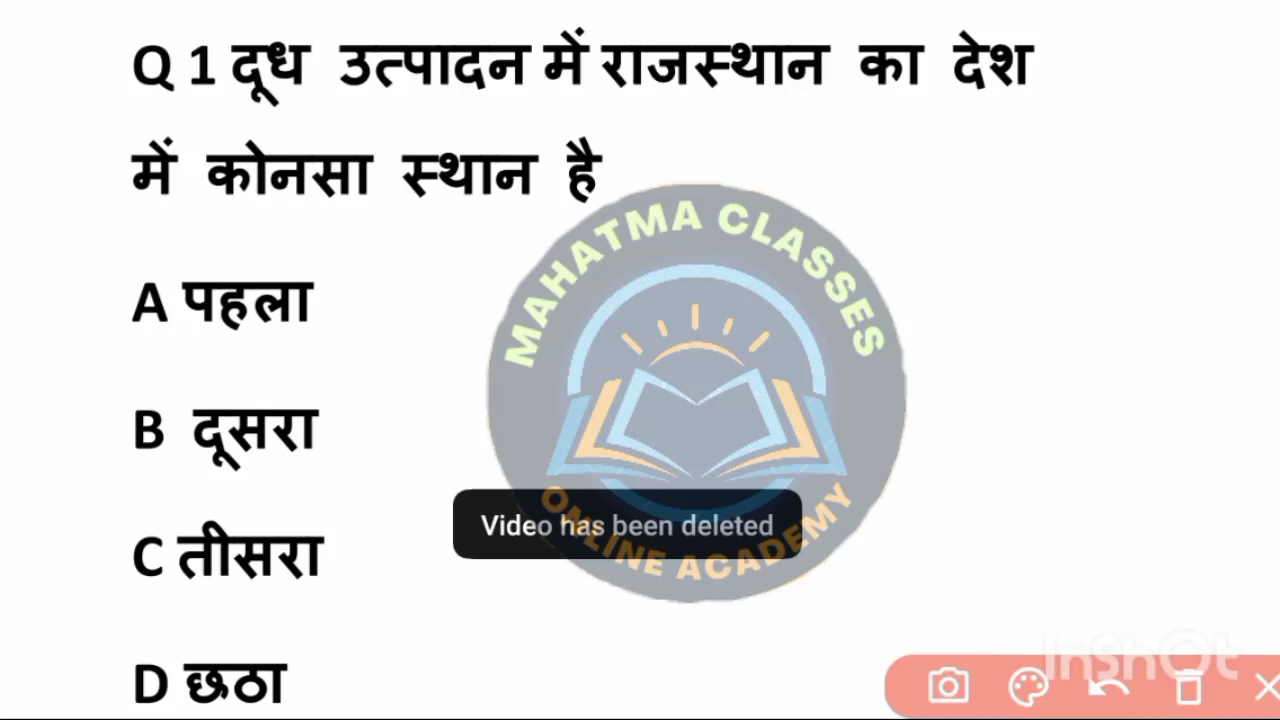 Q 1 दूध उत्पादन में राजस्थान का देश
में कोनसा स्थान है
MAHATMA CLASSES
A पहला
B दूसरा
Video has been deleted
ONLINE ACADEMY
C तीसरा
D छठा
InShOt